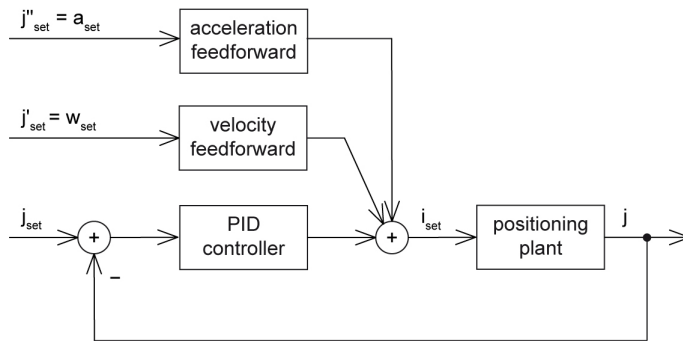 j''set = aset
acceleration
feedforward
j'set = wset
velocity
feedforward
jset
+
−
PID
controller
+
iset
positioning
plant
j